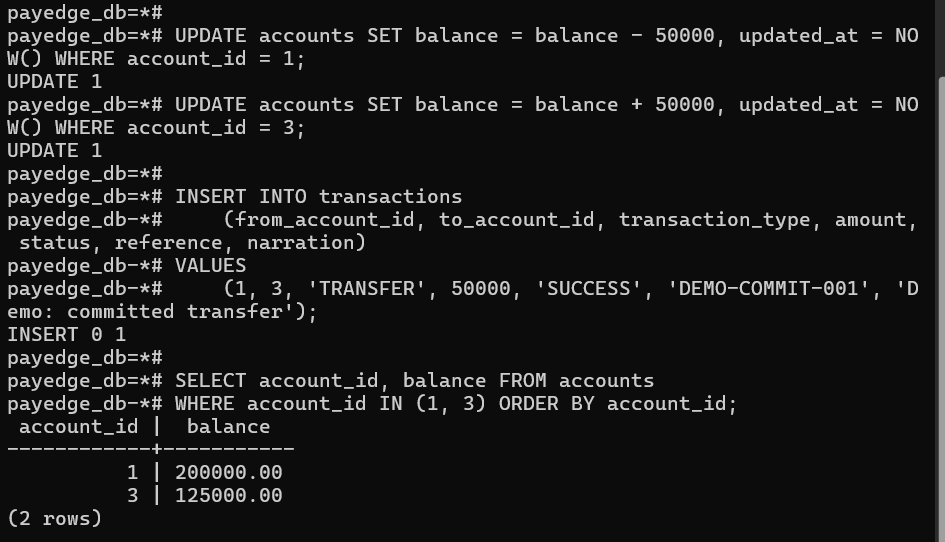 payedge_db=*#
payedge_db=*# UPDATE accounts SET balance = balance - 50000, updated_at = NO
W() WHERE account_id = 1;
UPDATE 1
payedge_db=*# UPDATE accounts SET balance = balance + 50000, updated_at = NO
W() WHERE account_id = 3;
UPDATE 1
payedge_db=*#
payedge_db=*# INSERT INTO transactions
payedge_db-*#     (from_account_id, to_account_id, transaction_type, amount,
 status, reference, narration)
payedge_db-*# VALUES
payedge_db-*#     (1, 3, 'TRANSFER', 50000, 'SUCCESS', 'DEMO-COMMIT-001', 'D
emo: committed transfer');
INSERT 0 1
payedge_db=*#
payedge_db=*# SELECT account_id, balance FROM accounts
payedge_db-*# WHERE account_id IN (1, 3) ORDER BY account_id;
 account_id |  balance
------------+-----------
          1 | 200000.00
          3 | 125000.00
(2 rows)